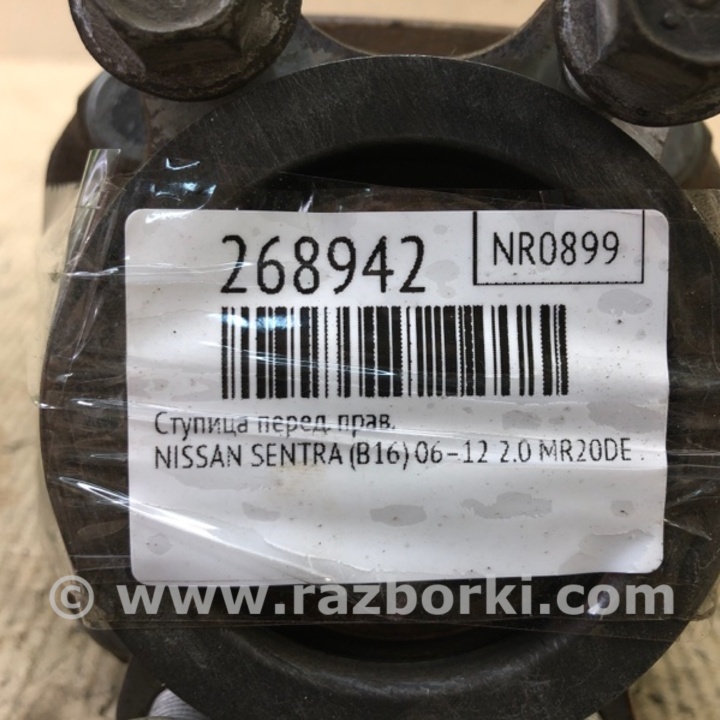 268942
NR0899
Ступица перед. прав.
NISSAN SENTRA (B16) 06-12 2.0 MR20DE
© www.razborki.com